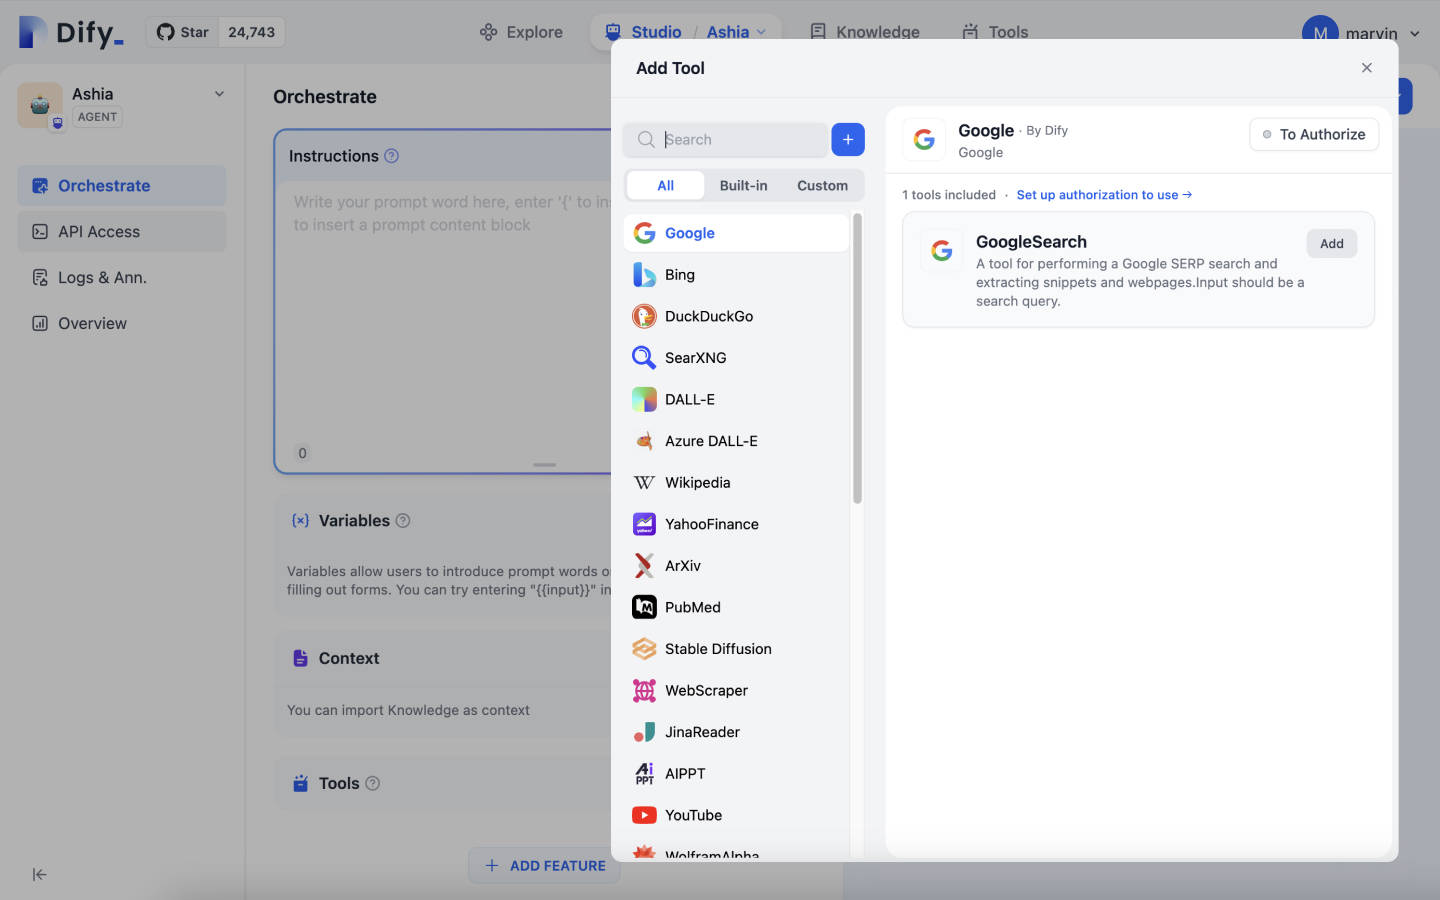 Dify_
Star 24,743
Explore
Studio / Ashia
Knowledge
Tools
M marvin
Ashia
AGENT
Orchestrate
API Access
Logs & Ann.
Overview
Orchestrate
Instructions
Write your prompt word here, enter '{' to in
to insert a prompt content block
0
Variables
Variables allow users to introduce prompt words o
filling out forms. You can try entering "{{input}}" in
Context
You can import Knowledge as context
Tools
+ ADD FEATURE
Add Tool
Search
+
All Built-in Custom
Google
Bing
DuckDuckGo
SearXNG
DALL-E
Azure DALL-E
W Wikipedia
YahooFinance
ArXiv
PubMed
Stable Diffusion
WebScraper
JinaReader
Ai
PPT
AIPPT
YouTube
WolframAlpha
Google · By Dify
Google
To Authorize
1 tools included · Set up authorization to use →
GoogleSearch
Add
A tool for performing a Google SERP search and
extracting snippets and webpages.Input should be a
search query.